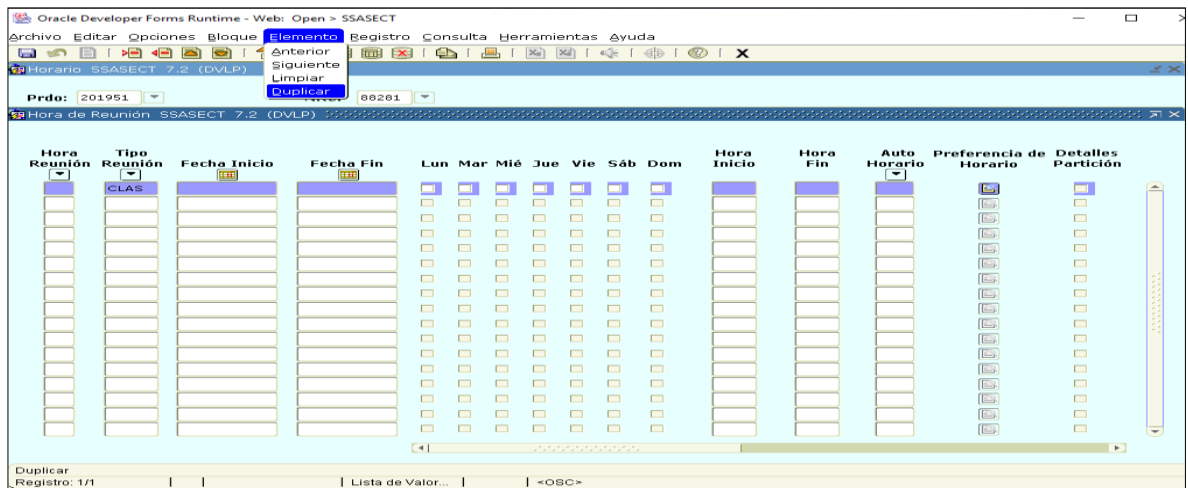 Oracle Developer Forms Runtime - Web: Open > SSASECT
Archivo Editar Opciones Bloque Elemento Registro Consulta Herramientas Ayuda
Anterior
Siguiente
Limpiar
Duplicar
Horario SSASECT 7.2 (DVLP)
Prdo: 201951 88281
Hora de Reunión SSASECT 7.2 (DVLP)
Hora Reunión Tipo Reunión Fecha Inicio Fecha Fin Lun Mar Mié Jue Vie Sáb Dom Hora Inicio Hora Fin Auto Horario Preferencia de Horario Detalles Partición
CLAS
Duplicar
Registro: 1/1 Lista de Valor... <OSC>